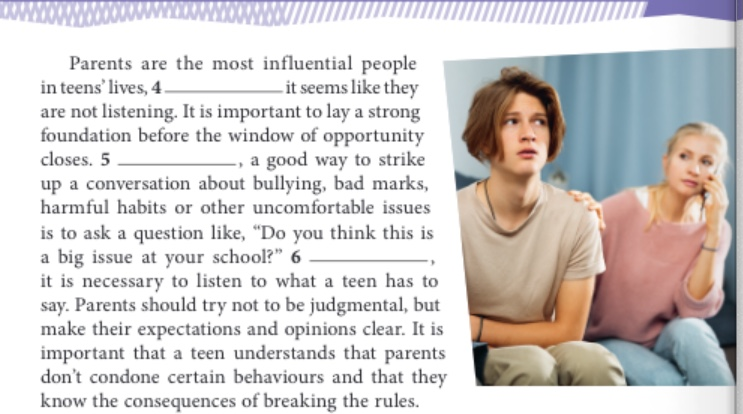 Parents are the most influential people
in teens' lives, 4 ____________ it seems like they
are not listening. It is important to lay a strong
foundation before the window of opportunity
closes. 5 ____________, a good way to strike
up a conversation about bullying, bad marks,
harmful habits or other uncomfortable issues
is to ask a question like, “Do you think this is
a big issue at your school?” 6 ____________,
it is necessary to listen to what a teen has to
say. Parents should try not to be judgmental, but
make their expectations and opinions clear. It is
important that a teen understands that parents
don't condone certain behaviours and that they
know the consequences of breaking the rules.